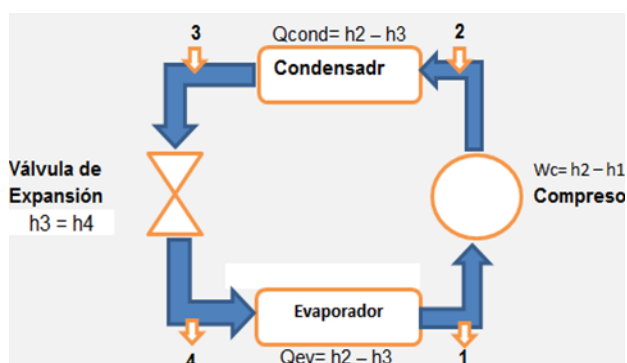 3
Qcond= h2 – h3
2
Condensadr
Válvula de
Expansión
h3 = h4
Wc= h2 – h1
Compreso
Evaporador
4
Qev= h2 – h3
1